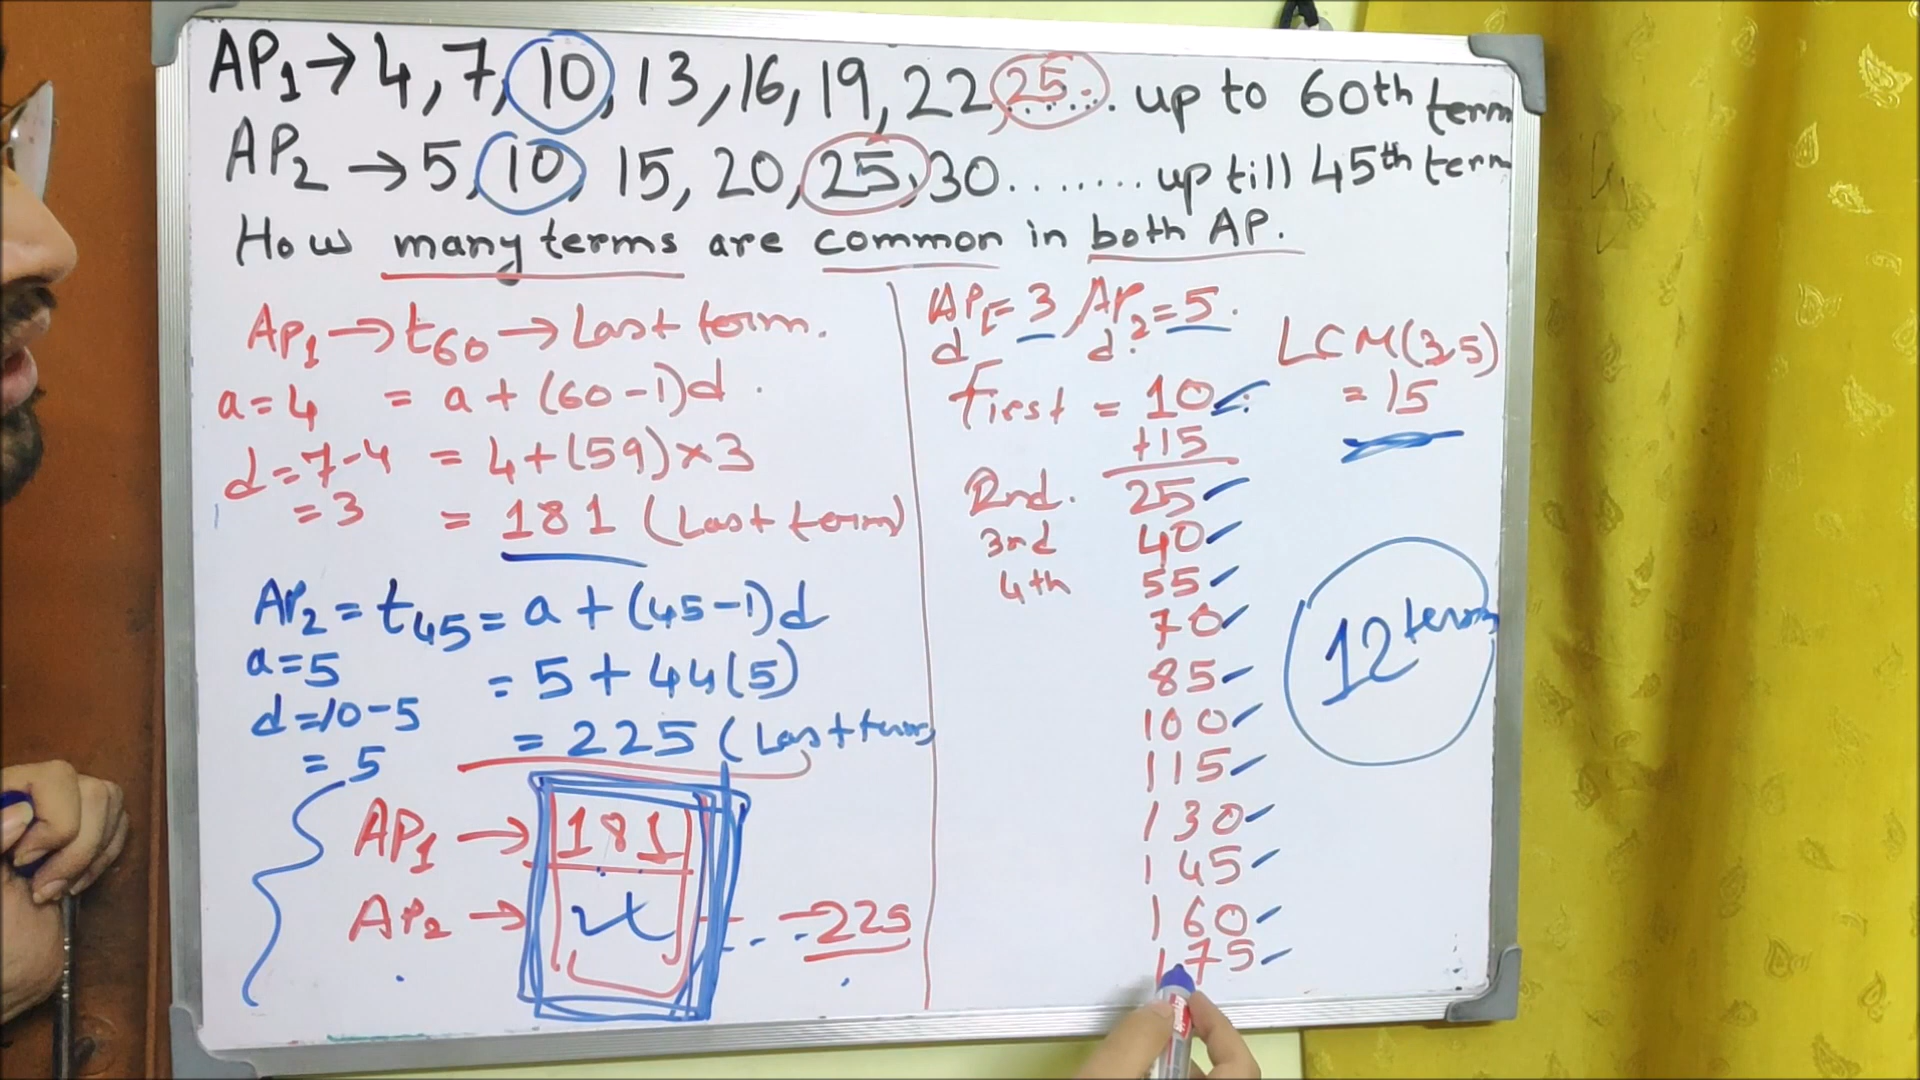 AP1 → 4, 7, 10, 13, 16, 19, 22, 25..... up to 60th term
AP2 → 5, 10, 15, 20, 25, 30........ up till 45th term
How many terms are common in both AP.
AP1 → t60 → Last term.
a = 4 = a + (60-1)d
d = 7-4 = 4+(59)×3
= 3 = 181 (Last term)
AP2 = t45 = a + (45-1)d
a=5 = 5 + 44(5)
d=10-5 = 225 (Last term
= 5
AP1 → 181
AP2 → ... 225
AP1 = 3 / AP2 = 5.
d d
LCM(3,5)
= 15
First = 10
+15
2nd. 25
3rd 40
4th 55
70
85
100
115
130
145
160
175
12 terms